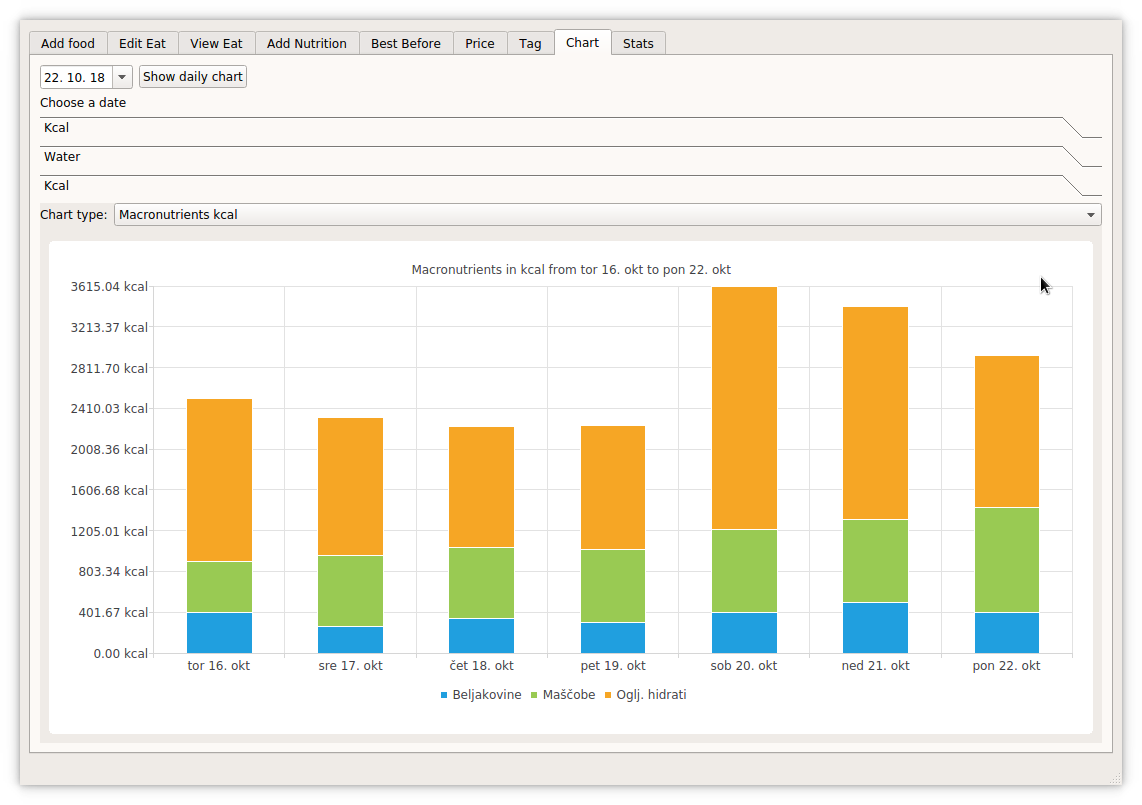 Add food Edit Eat View Eat Add Nutrition Best Before Price Tag Chart Stats
22. 10. 18 Show daily chart
Choose a date
Kcal
Water
Kcal
Chart type: Macronutrients kcal
Macronutrients in kcal from tor 16. okt to pon 22. okt
3615.04 kcal
3213.37 kcal
2811.70 kcal
2410.03 kcal
2008.36 kcal
1606.68 kcal
1205.01 kcal
803.34 kcal
401.67 kcal
0.00 kcal
tor 16. okt sre 17. okt čet 18. okt pet 19. okt sob 20. okt ned 21. okt pon 22. okt
Beljakovine Maščobe Oglj. hidrati